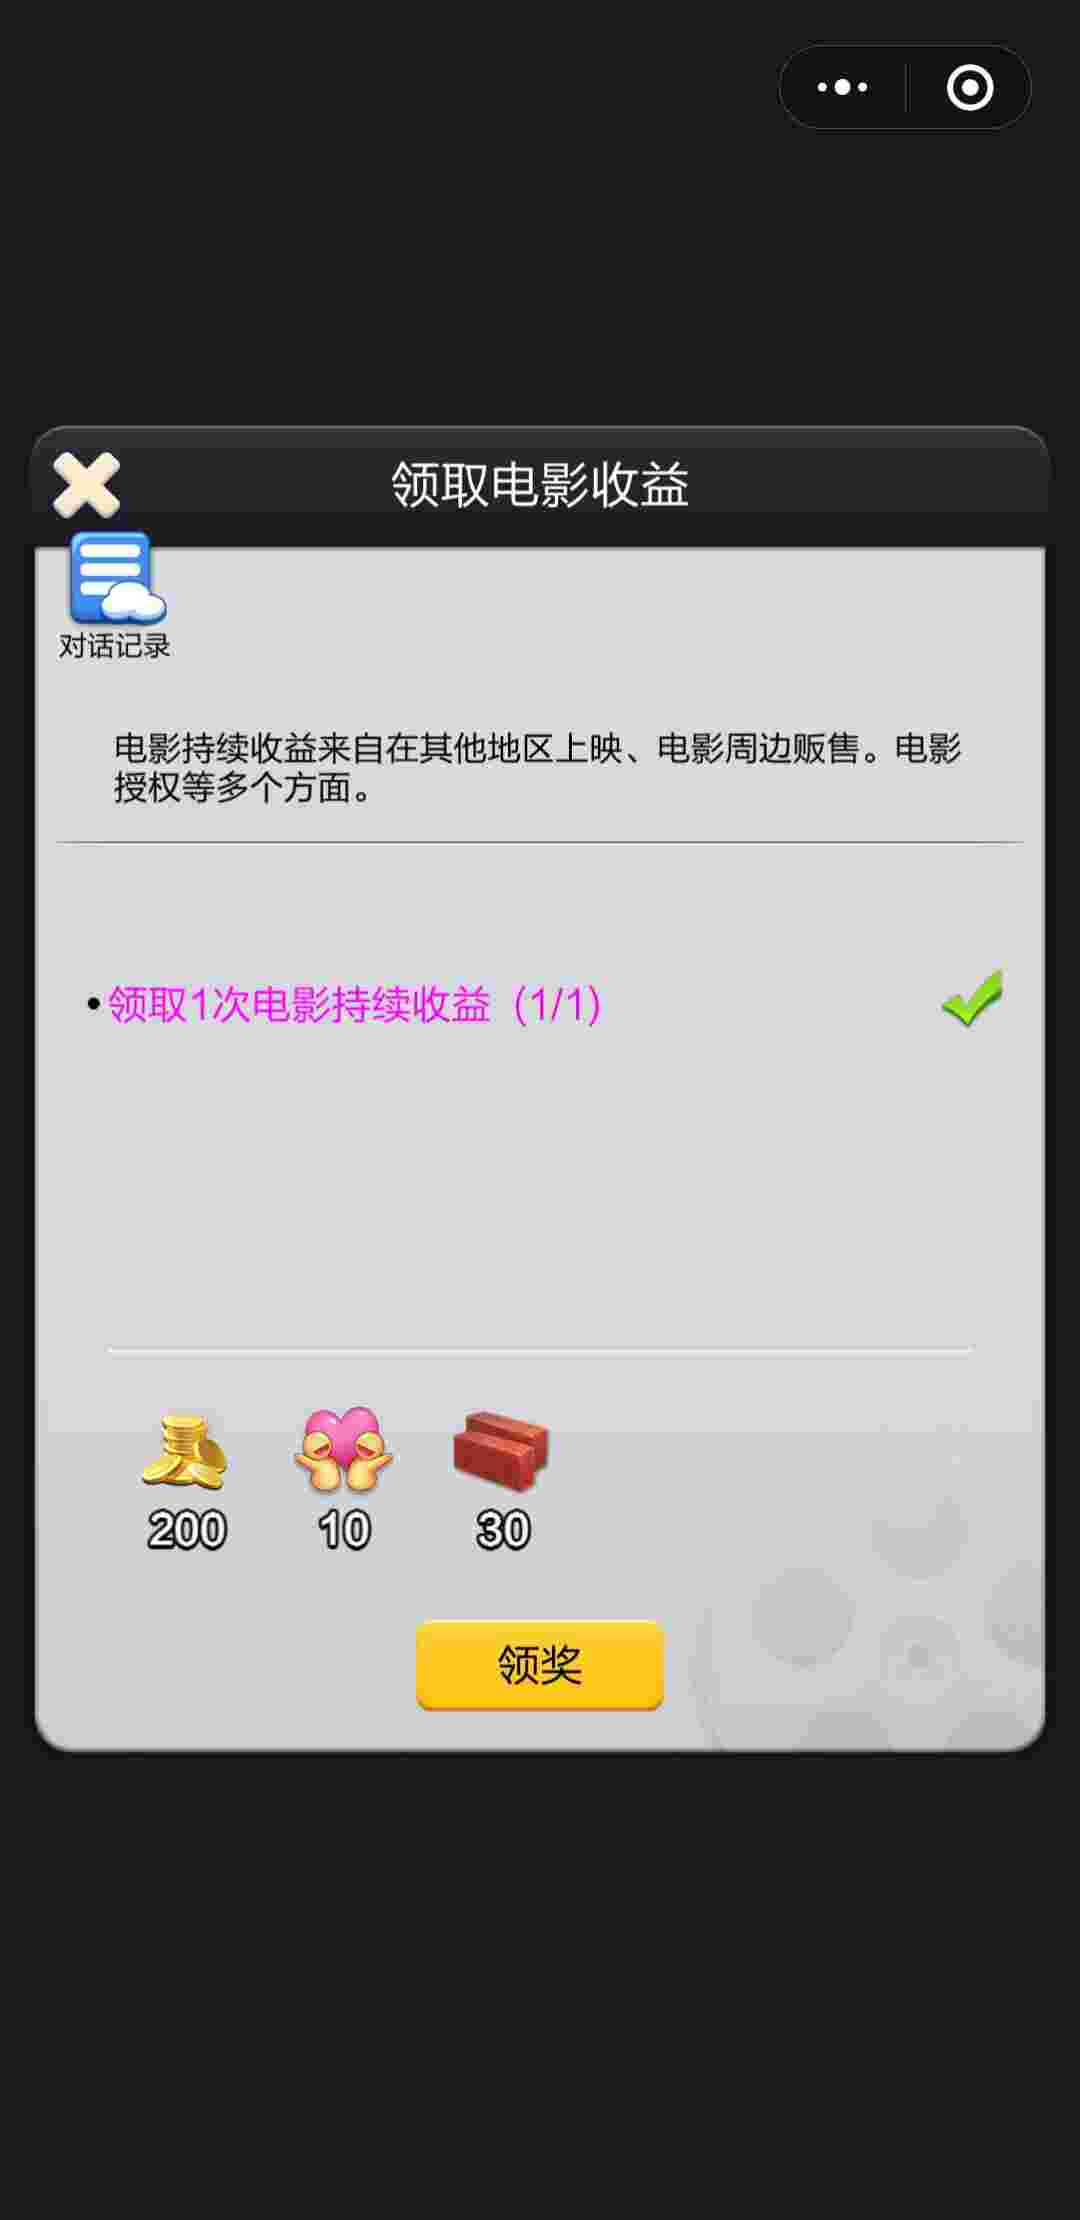 领取电影收益
对话记录
电影持续收益来自在其他地区上映、电影周边贩售。电影
授权等多个方面。
•领取1次电影持续收益 (1/1)
200 10 30
领奖